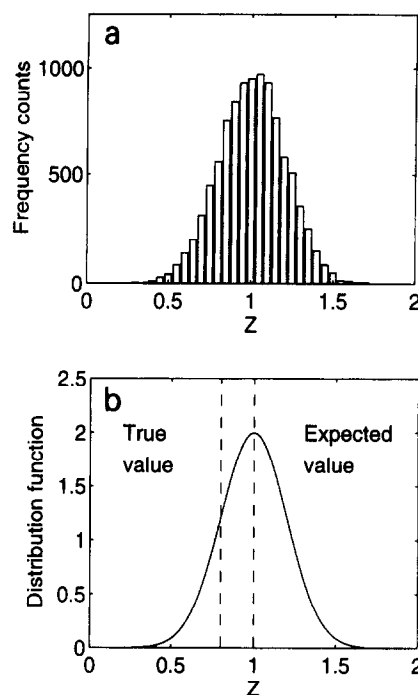 a
1000
500
0
Frequency counts
0 0.5 1 1.5 2
Z
b
2.5
2
1.5
1
0.5
0
Distribution function
True Expected
value value
0 0.5 1 1.5 2
Z